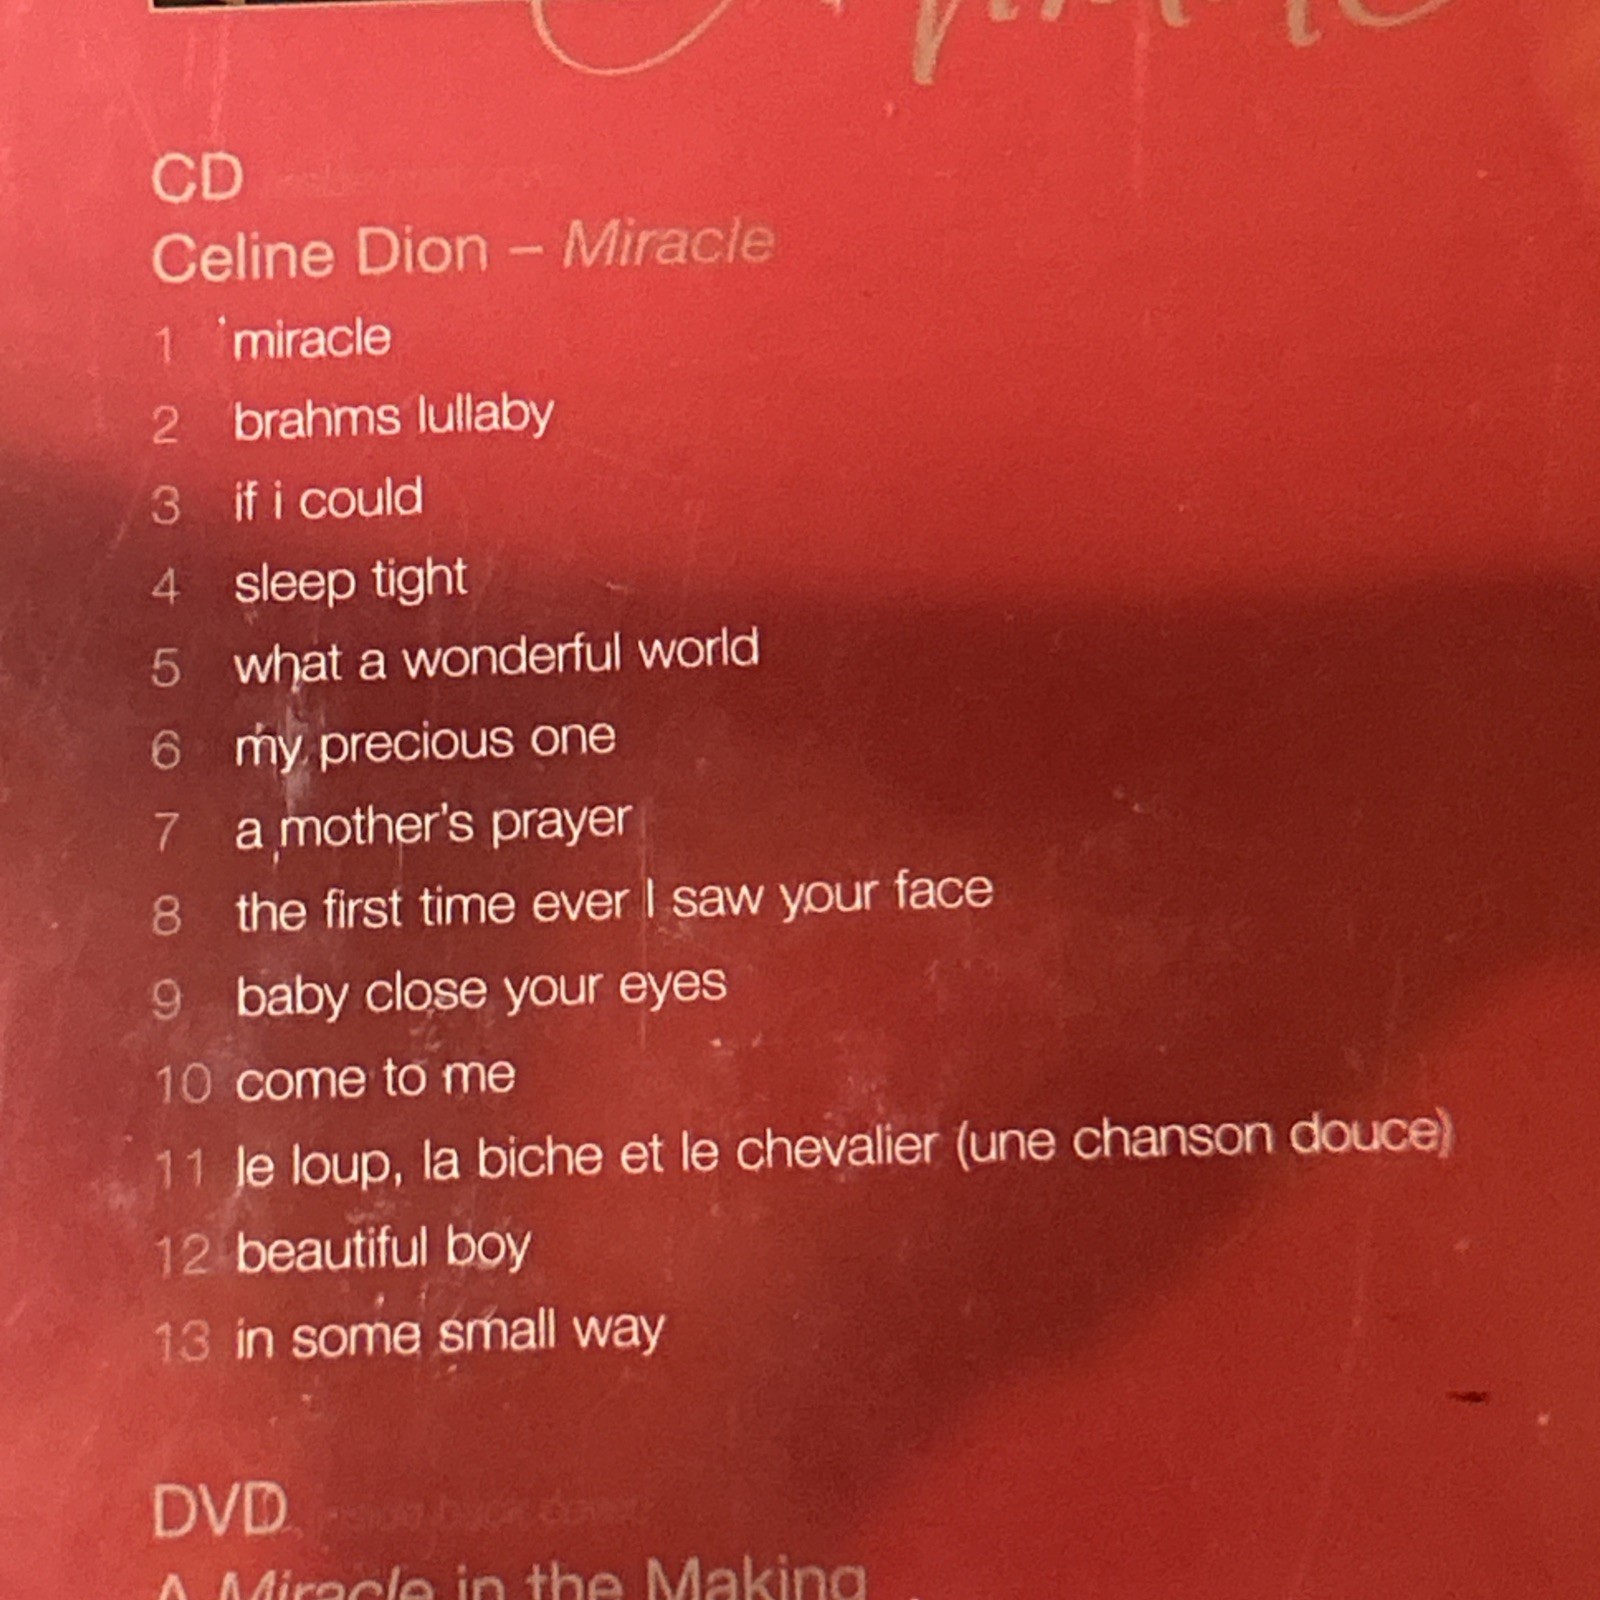 CD
Celine Dion – Miracle
1 miracle
2 brahms lullaby
3 if i could
4 sleep tight
5 what a wonderful world
6 my precious one
7 a mother's prayer
8 the first time ever I saw your face
9 baby close your eyes
10 come to me
11 le loup, la biche et le chevalier (une chanson douce)
12 beautiful boy
13 in some small way
DVD
A Miracle in the Making